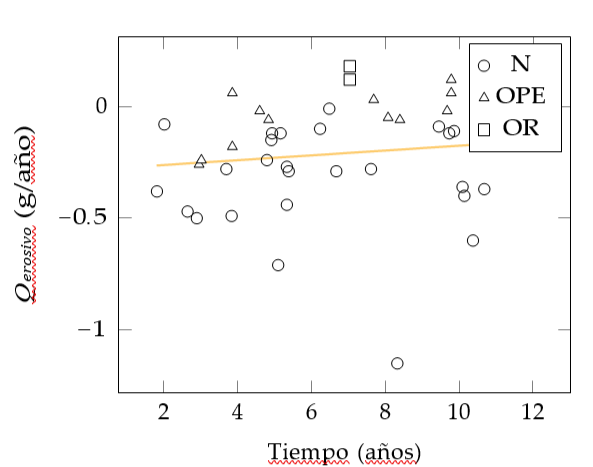 N
OPE
OR
0
−0.5
−1
Q_erosivo (g/año)
2 4 6 8 10 12
Tiempo (años)